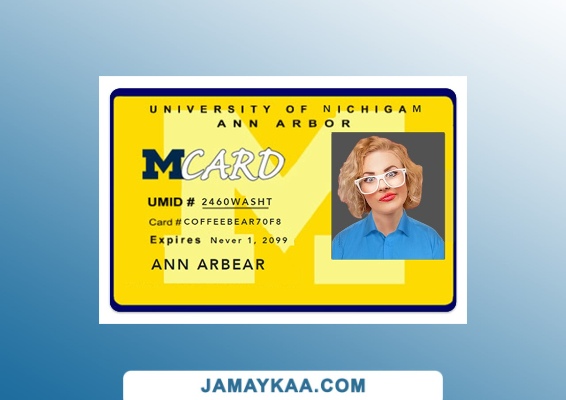 UNIVERSITY OF NICHIGAM
ANN ARBOR
MCARD
UMID # 2460WASHT
Card #COFFEEBEAR70F8
Expires Never 1, 2099
ANN ARBEAR
JAMAYKAA.COM